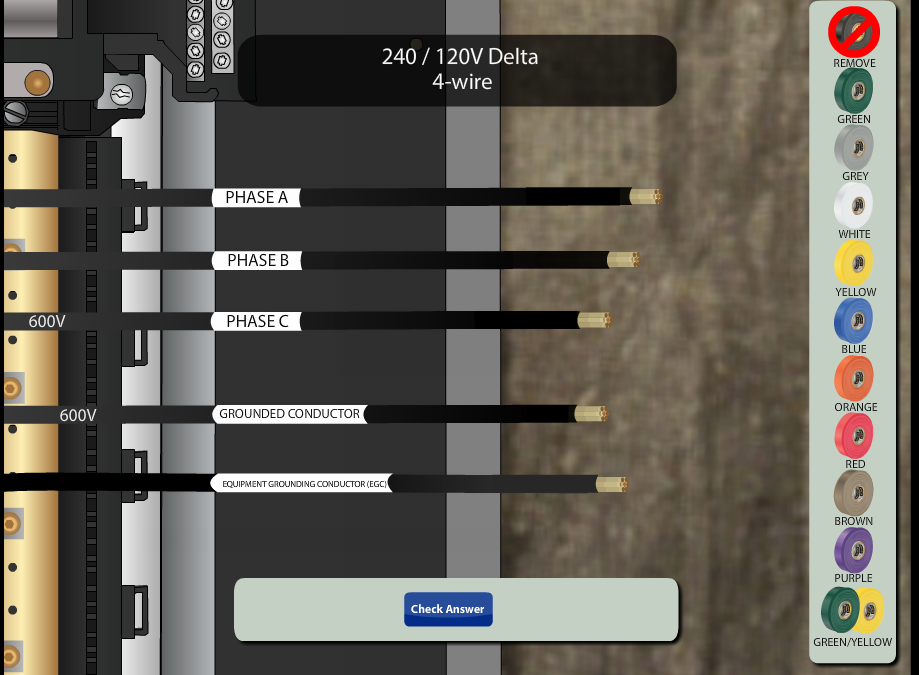 240 / 120V Delta
4-wire
REMOVE
GREEN
GREY
WHITE
YELLOW
BLUE
ORANGE
RED
BROWN
PURPLE
GREEN/YELLOW
PHASE A
PHASE B
600V
PHASE C
600V
GROUNDED CONDUCTOR
EQUIPMENT GROUNDING CONDUCTOR (EGC)
Check Answer